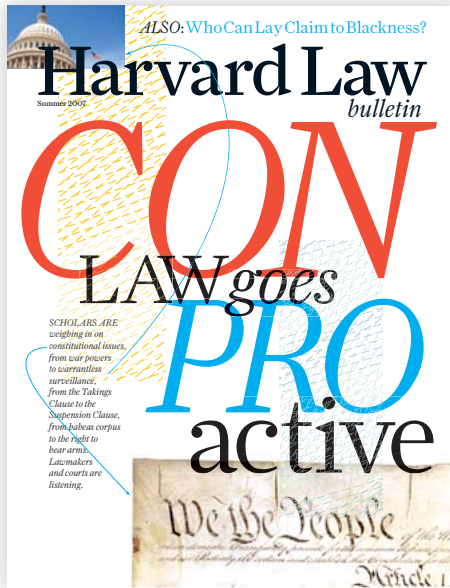 ALSO: Who Can Lay Claim to Blackness?
Harvard Law
Summer 2007
bulletin
CON
LAW goes
PRO
active
SCHOLARS ARE
weighing in on
constitutional issues,
from war powers
to warrantless
surveillance,
from the Takings
Clause to the
Suspension Clause,
from habeas corpus
to the right to
bear arms.
Lawmakers
and courts are
listening.
We the People
Article. I.